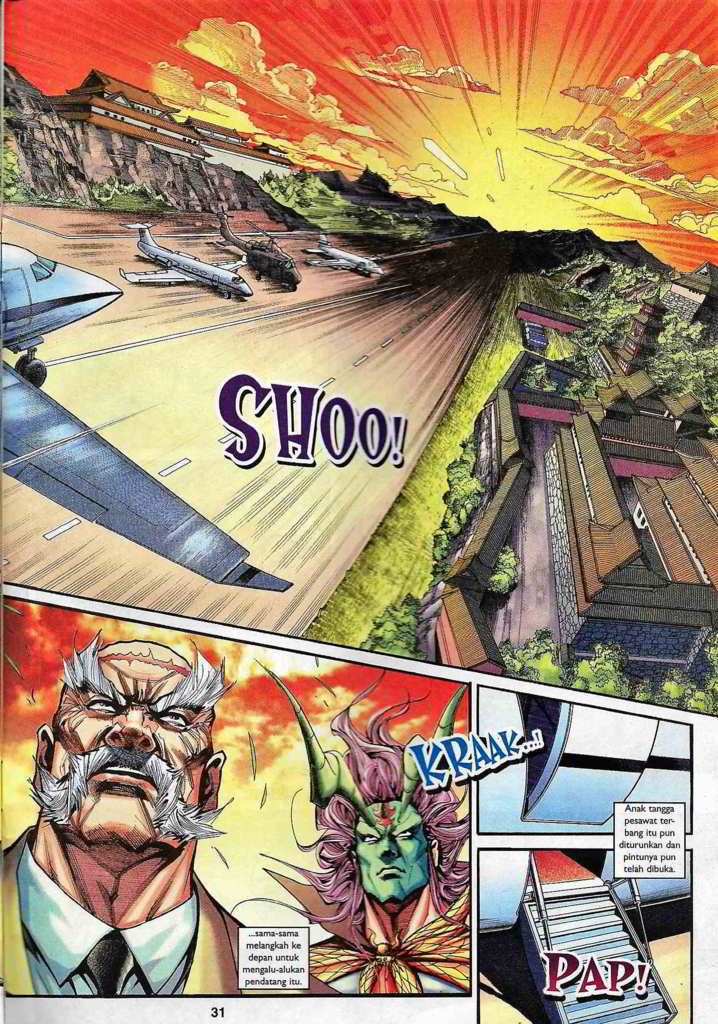 SHOO!
...sama-sama
melangkah ke
depan untuk
mengalu-alukan
pendatang itu.
KRAAK...!
Anak tangga
pesawat ter-
bang itu pun
diturunkan dan
pintunya pun
telah dibuka.
PAP!
31